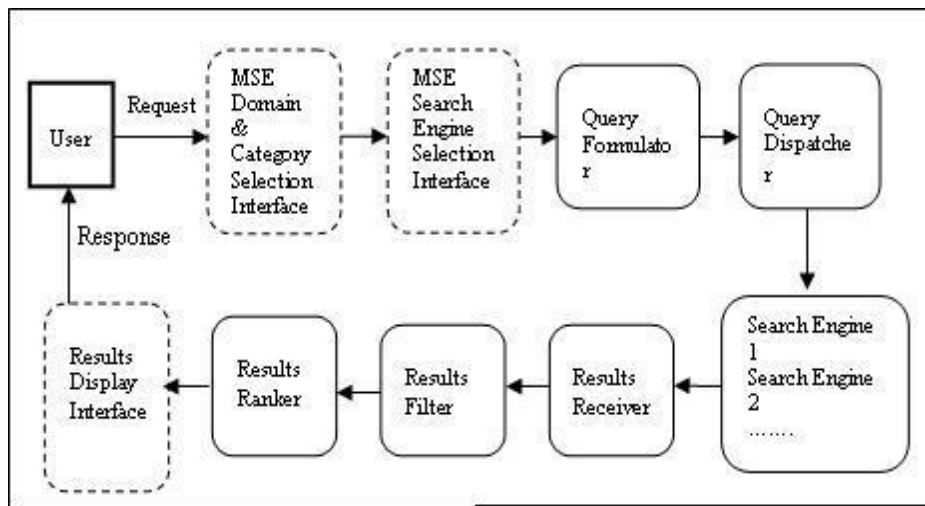 User
Request
MSE
Domain
&
Category
Selection
Interface
MSE
Search
Engine
Selection
Interface
Query
Formulato
r
Query
Dispatche
r
Response
Results
Display
Interface
Results
Ranker
Results
Filter
Results
Receiver
Search Engine
1
Search Engine
2
.......